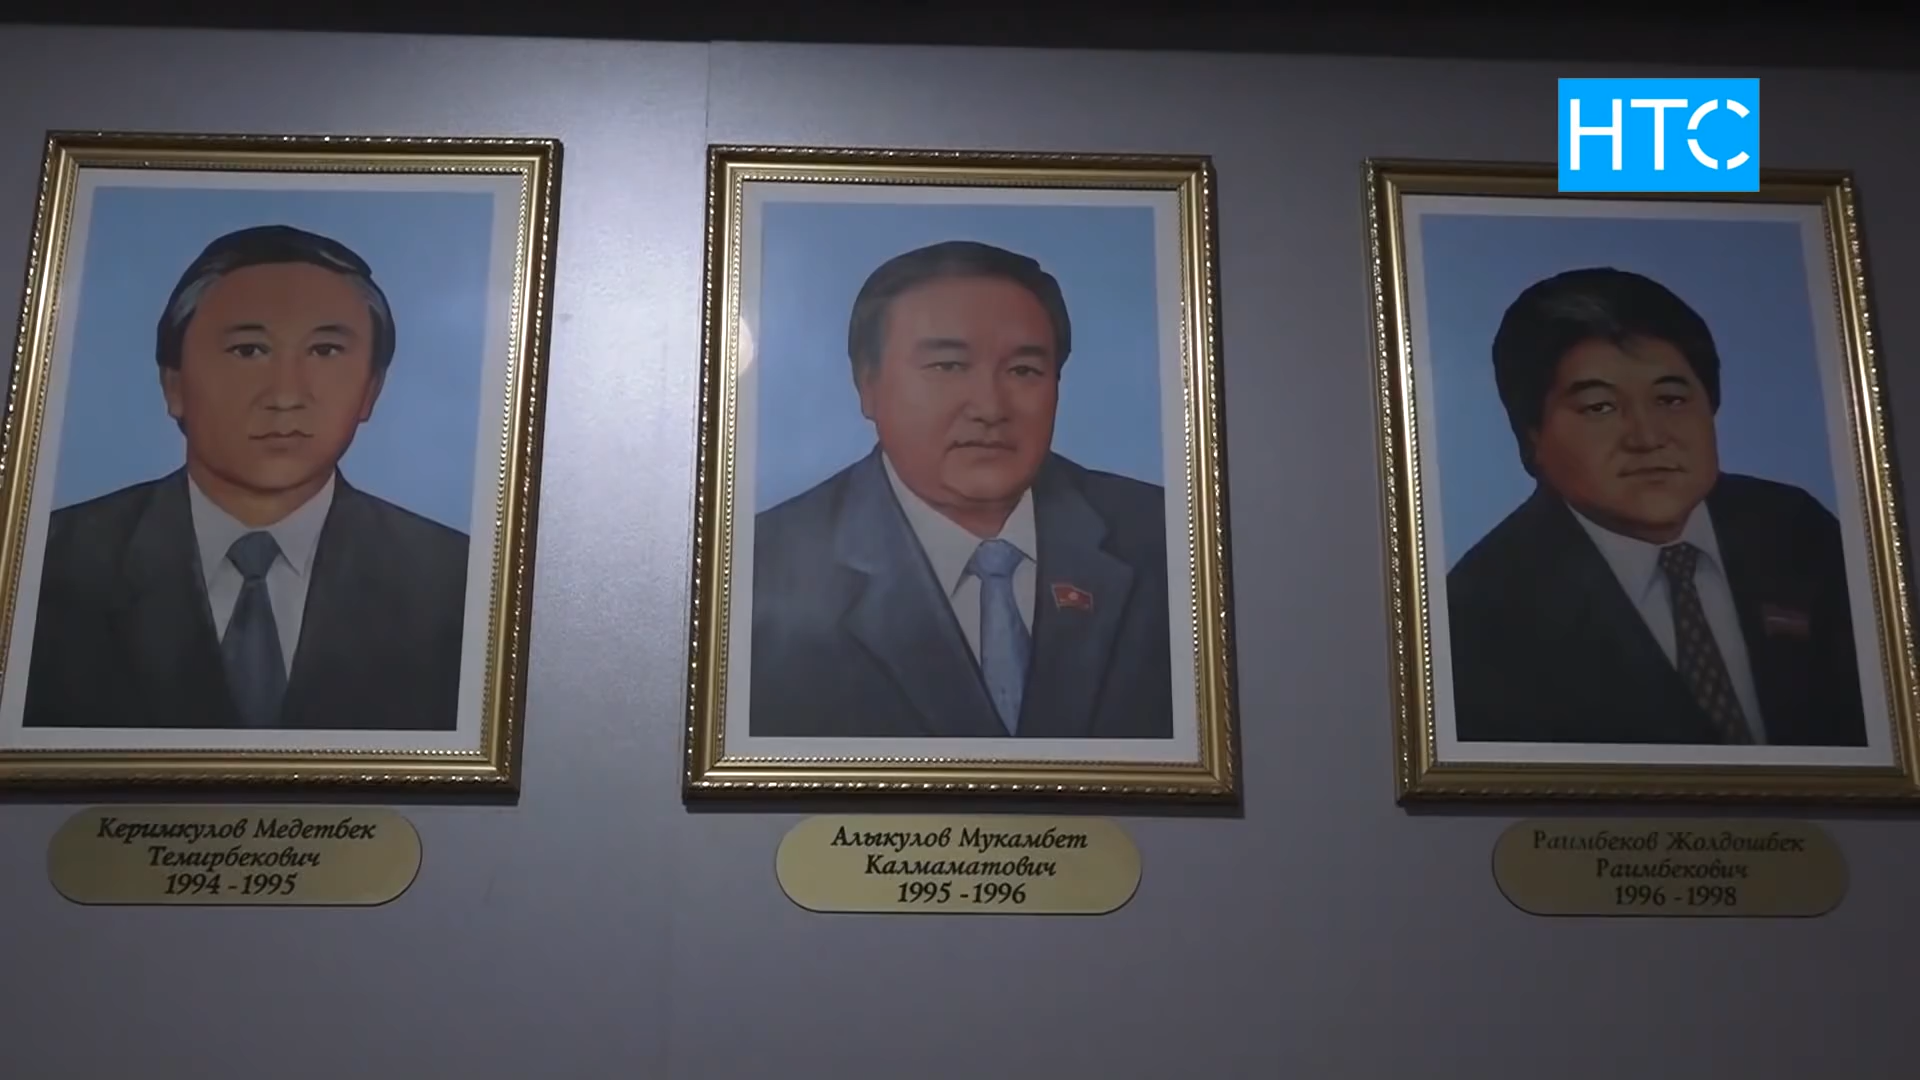 НТС
Керимкулов Медетбек
Темирбекович
1994 - 1995
Алыкулов Мукамбет
Калмаматович
1995 - 1996
Раимбеков Жолдошбек
Раимбекович
1996 - 1998